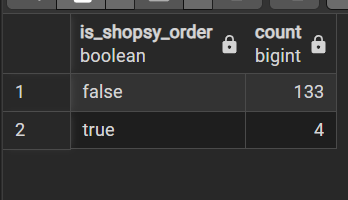 is_shopsy_order count
boolean bigint
1 false 133
2 true 4